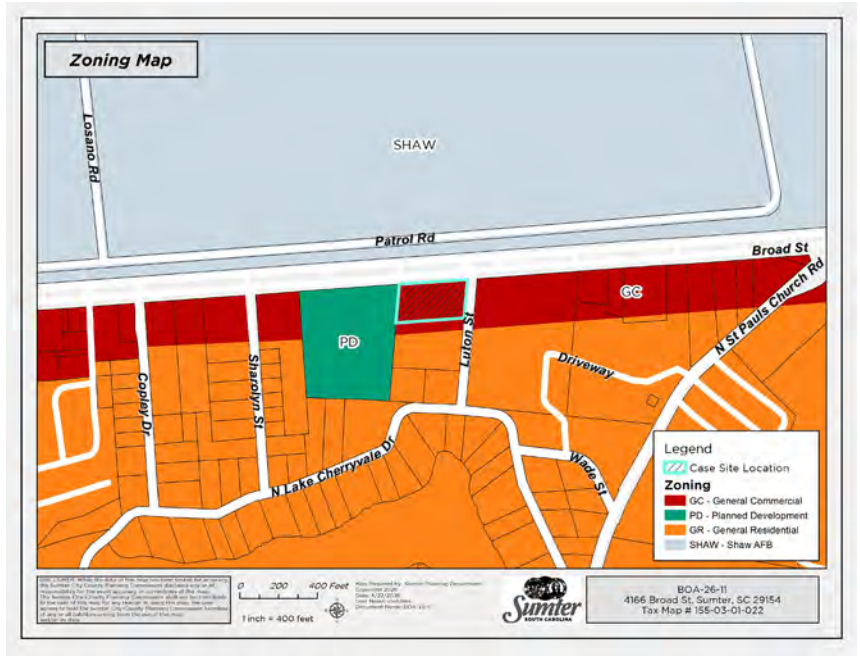 Zoning Map
Losano Rd
SHAW
Patrol Rd
Broad St
GC
N St Pauls Church Rd
PD
Luton St
Driveway
Copley Dr
Sharolyn St
N Lake Cherryvale Dr
Wade St
Legend
Case Site Location
Zoning
GC - General Commercial
PD - Planned Development
GR - General Residential
SHAW - Shaw AFB
0 200 400 Feet
1 inch = 400 feet
Sumter
SOUTH CAROLINA
BOA-26-11
4166 Broad St, Sumter, SC 29154
Tax Map # 155-03-01-022